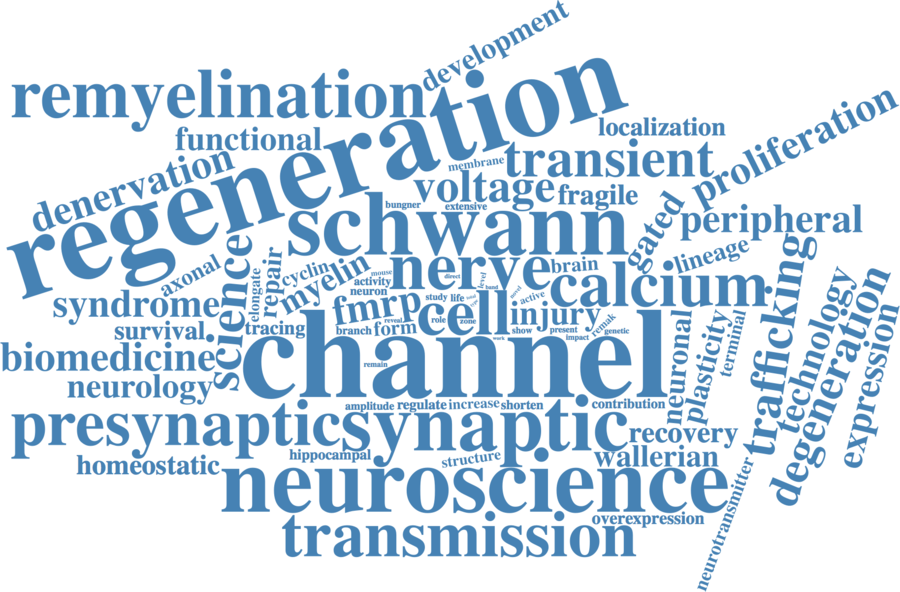 development
remyelination
regeneration
functional
localization
proliferation
denervation
membrane
transient
voltage
fragile
bungner
extensive
schwann
gated
peripheral
axonal
science
elongate
repair
cyclin
myelin
mouse
activity
neuron
nerve
direct
brain
lineage
level
band
novel
calcium
syndrome
fmrp
study
life
active
cell
injury
survival
tracing
branch
form
reveal
role
zone
show
present
impact
remak
genetic
work
trafficking
technology
degeneration
expression
biomedicine
neurology
channel
remain
neuronal
plasticity
terminal
presynaptic
amplitude
regulate
increase
shorten
contribution
synaptic
recovery
homeostatic
hippocampal
structure
wallerian
neuroscience
neurotransmitter
overexpression
transmission